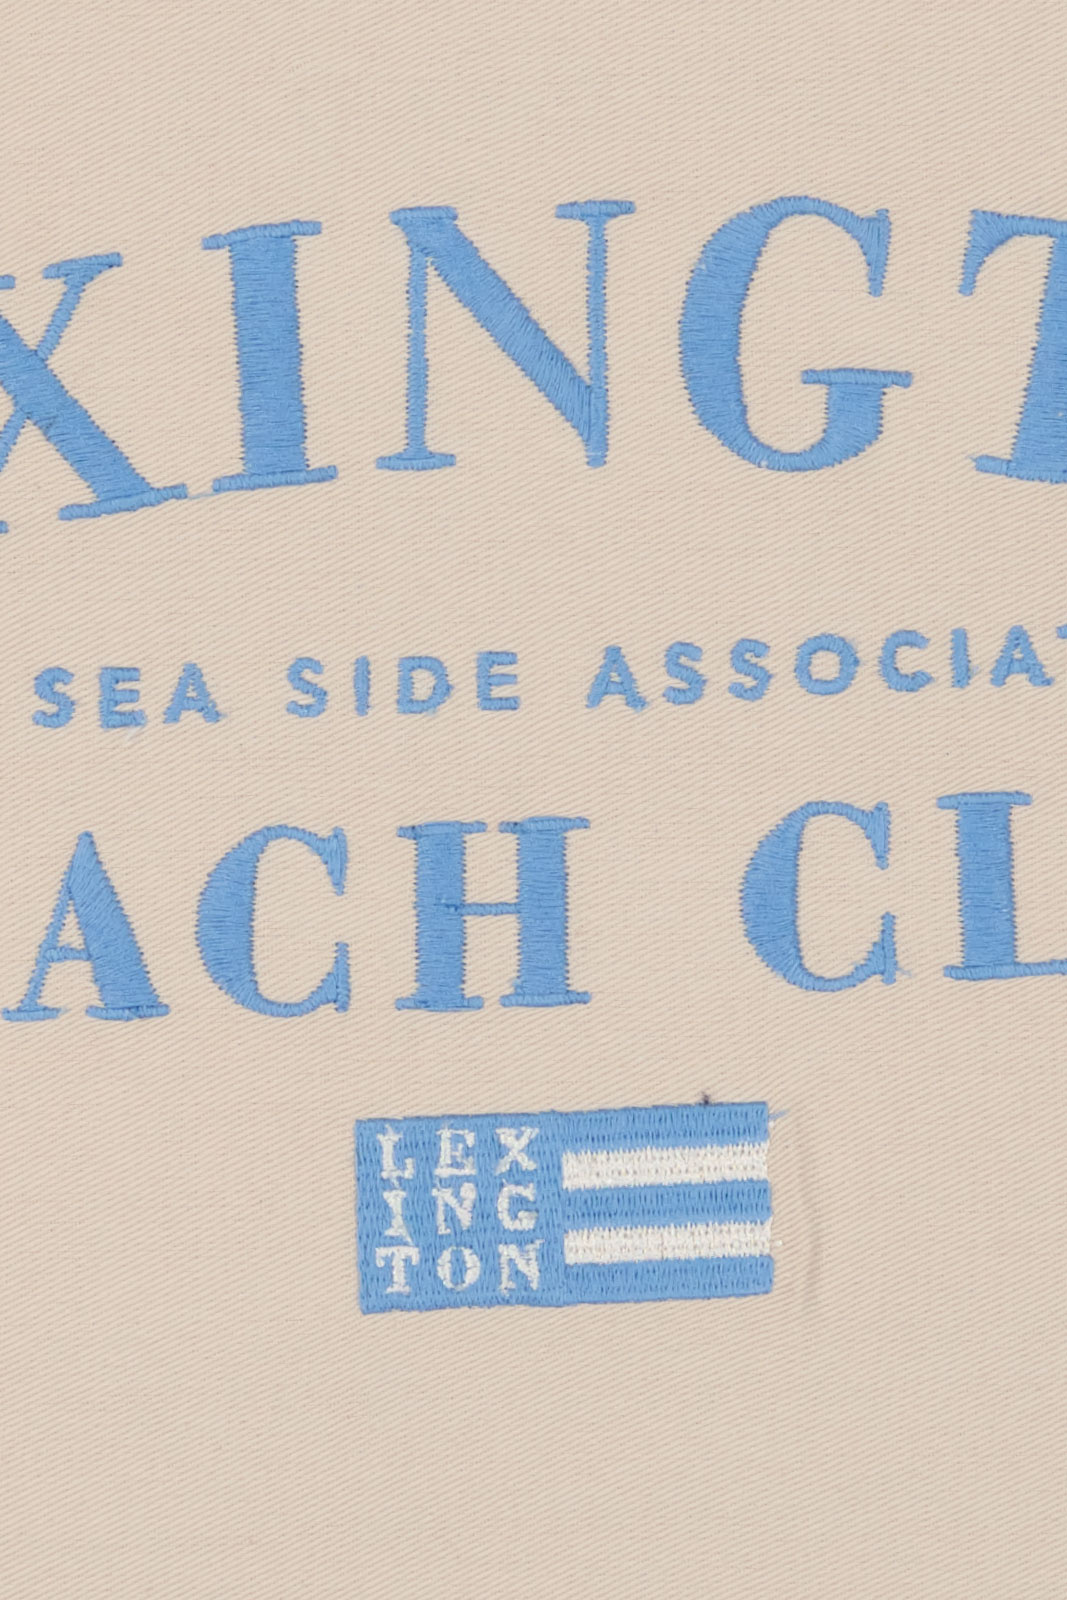 XINGT
SEA SIDE ASSOCIAT
ACH CL
LEX
ING
TON